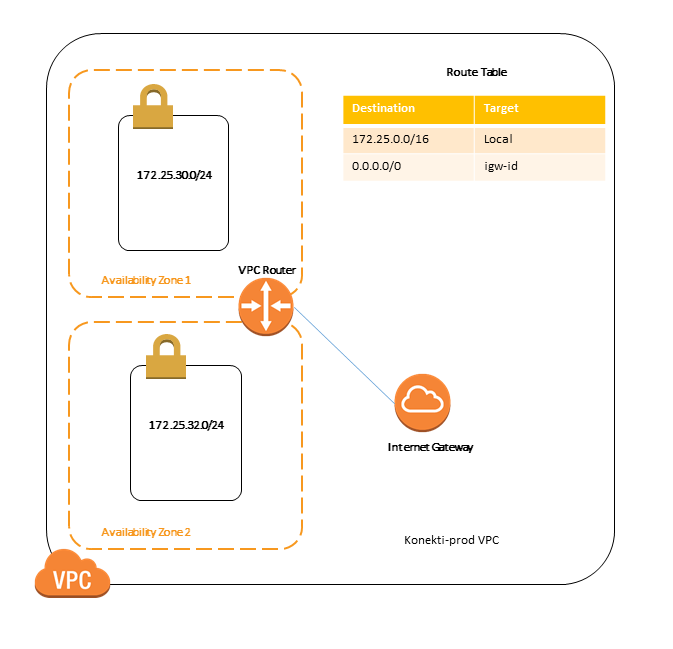 Route Table
Destination Target
172.25.0.0/16 Local
0.0.0.0/0 igw-id
172.25.30.0/24
Availability Zone 1
VPC Router
172.25.32.0/24
Internet Gateway
Availability Zone 2
Konekti-prod VPC
VPC